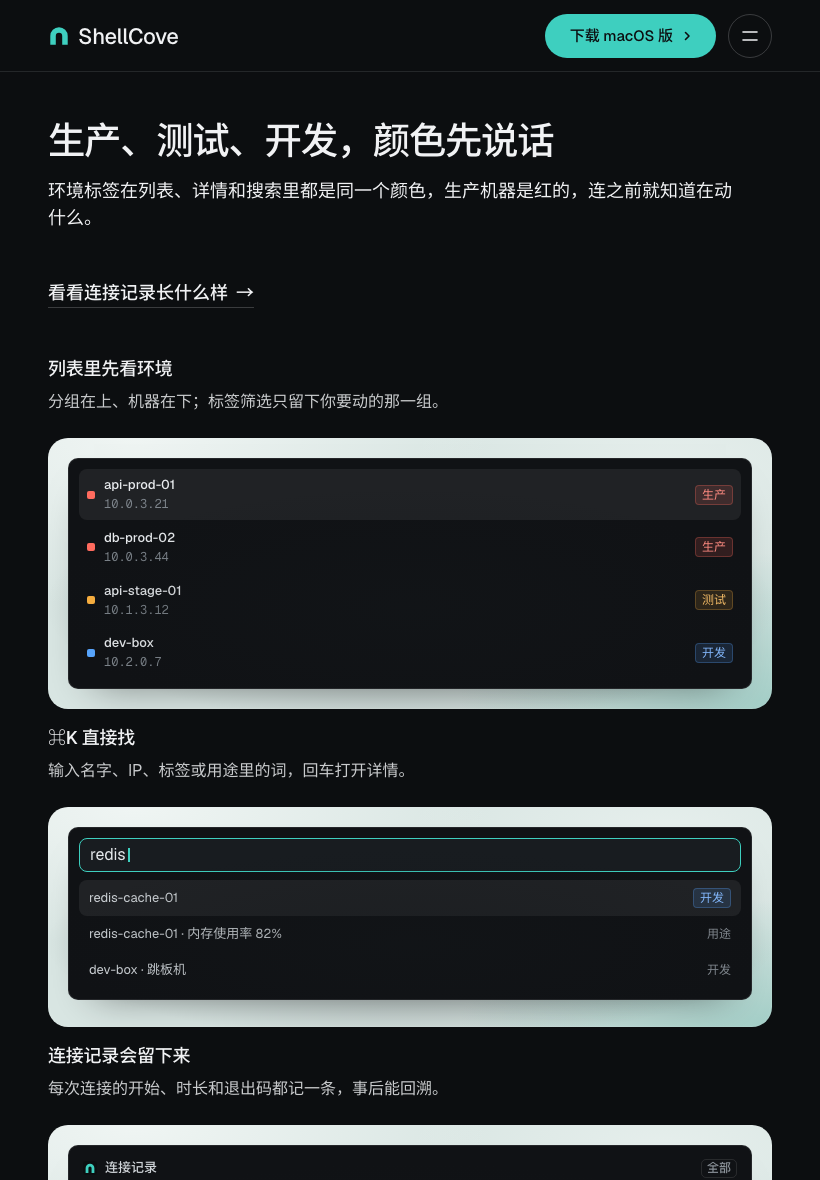 ShellCove
下载 macOS 版
生产、测试、开发，颜色先说话
环境标签在列表、详情和搜索里都是同一个颜色，生产机器是红的，连之前就知道在动
什么。
看看连接记录长什么样 →
列表里先看环境
分组在上、机器在下；标签筛选只留下你要动的那一组。
api-prod-01
10.0.3.21
生产
db-prod-02
10.0.3.44
生产
api-stage-01
10.1.3.12
测试
dev-box
10.2.0.7
开发
⌘K 直接找
输入名字、IP、标签或用途里的词，回车打开详情。
redis
redis-cache-01
开发
redis-cache-01 · 内存使用率 82%
用途
dev-box · 跳板机
开发
连接记录会留下来
每次连接的开始、时长和退出码都记一条，事后能回溯。
连接记录
全部